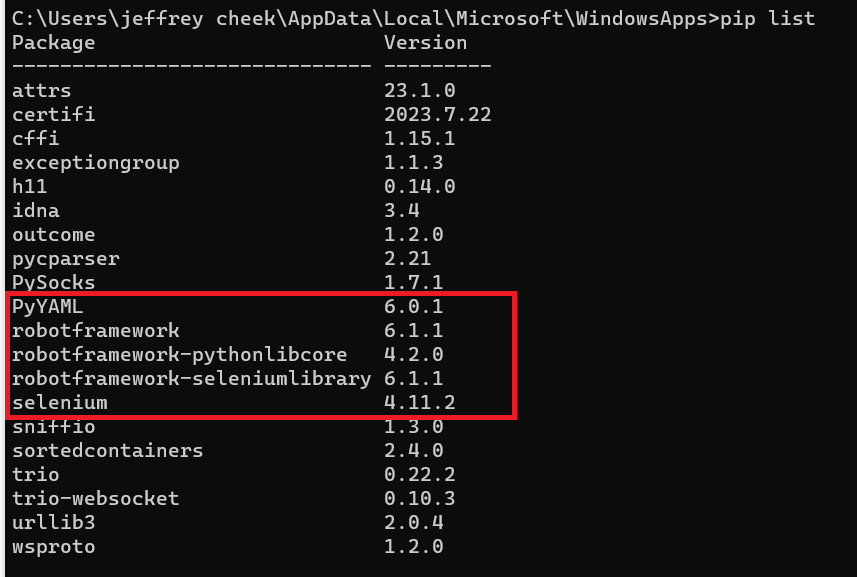 C:\Users\jeffrey cheek\AppData\Local\Microsoft\WindowsApps>pip list
Package                        Version
------------------------------ ---------
attrs                          23.1.0
certifi                        2023.7.22
cffi                           1.15.1
exceptiongroup                 1.1.3
h11                            0.14.0
idna                           3.4
outcome                        1.2.0
pycparser                      2.21
PySocks                        1.7.1
PyYAML                         6.0.1
robotframework                 6.1.1
robotframework-pythonlibcore   4.2.0
robotframework-seleniumlibrary 6.1.1
selenium                       4.11.2
sniffio                        1.3.0
sortedcontainers               2.4.0
trio                           0.22.2
trio-websocket                 0.10.3
urllib3                        2.0.4
wsproto                        1.2.0